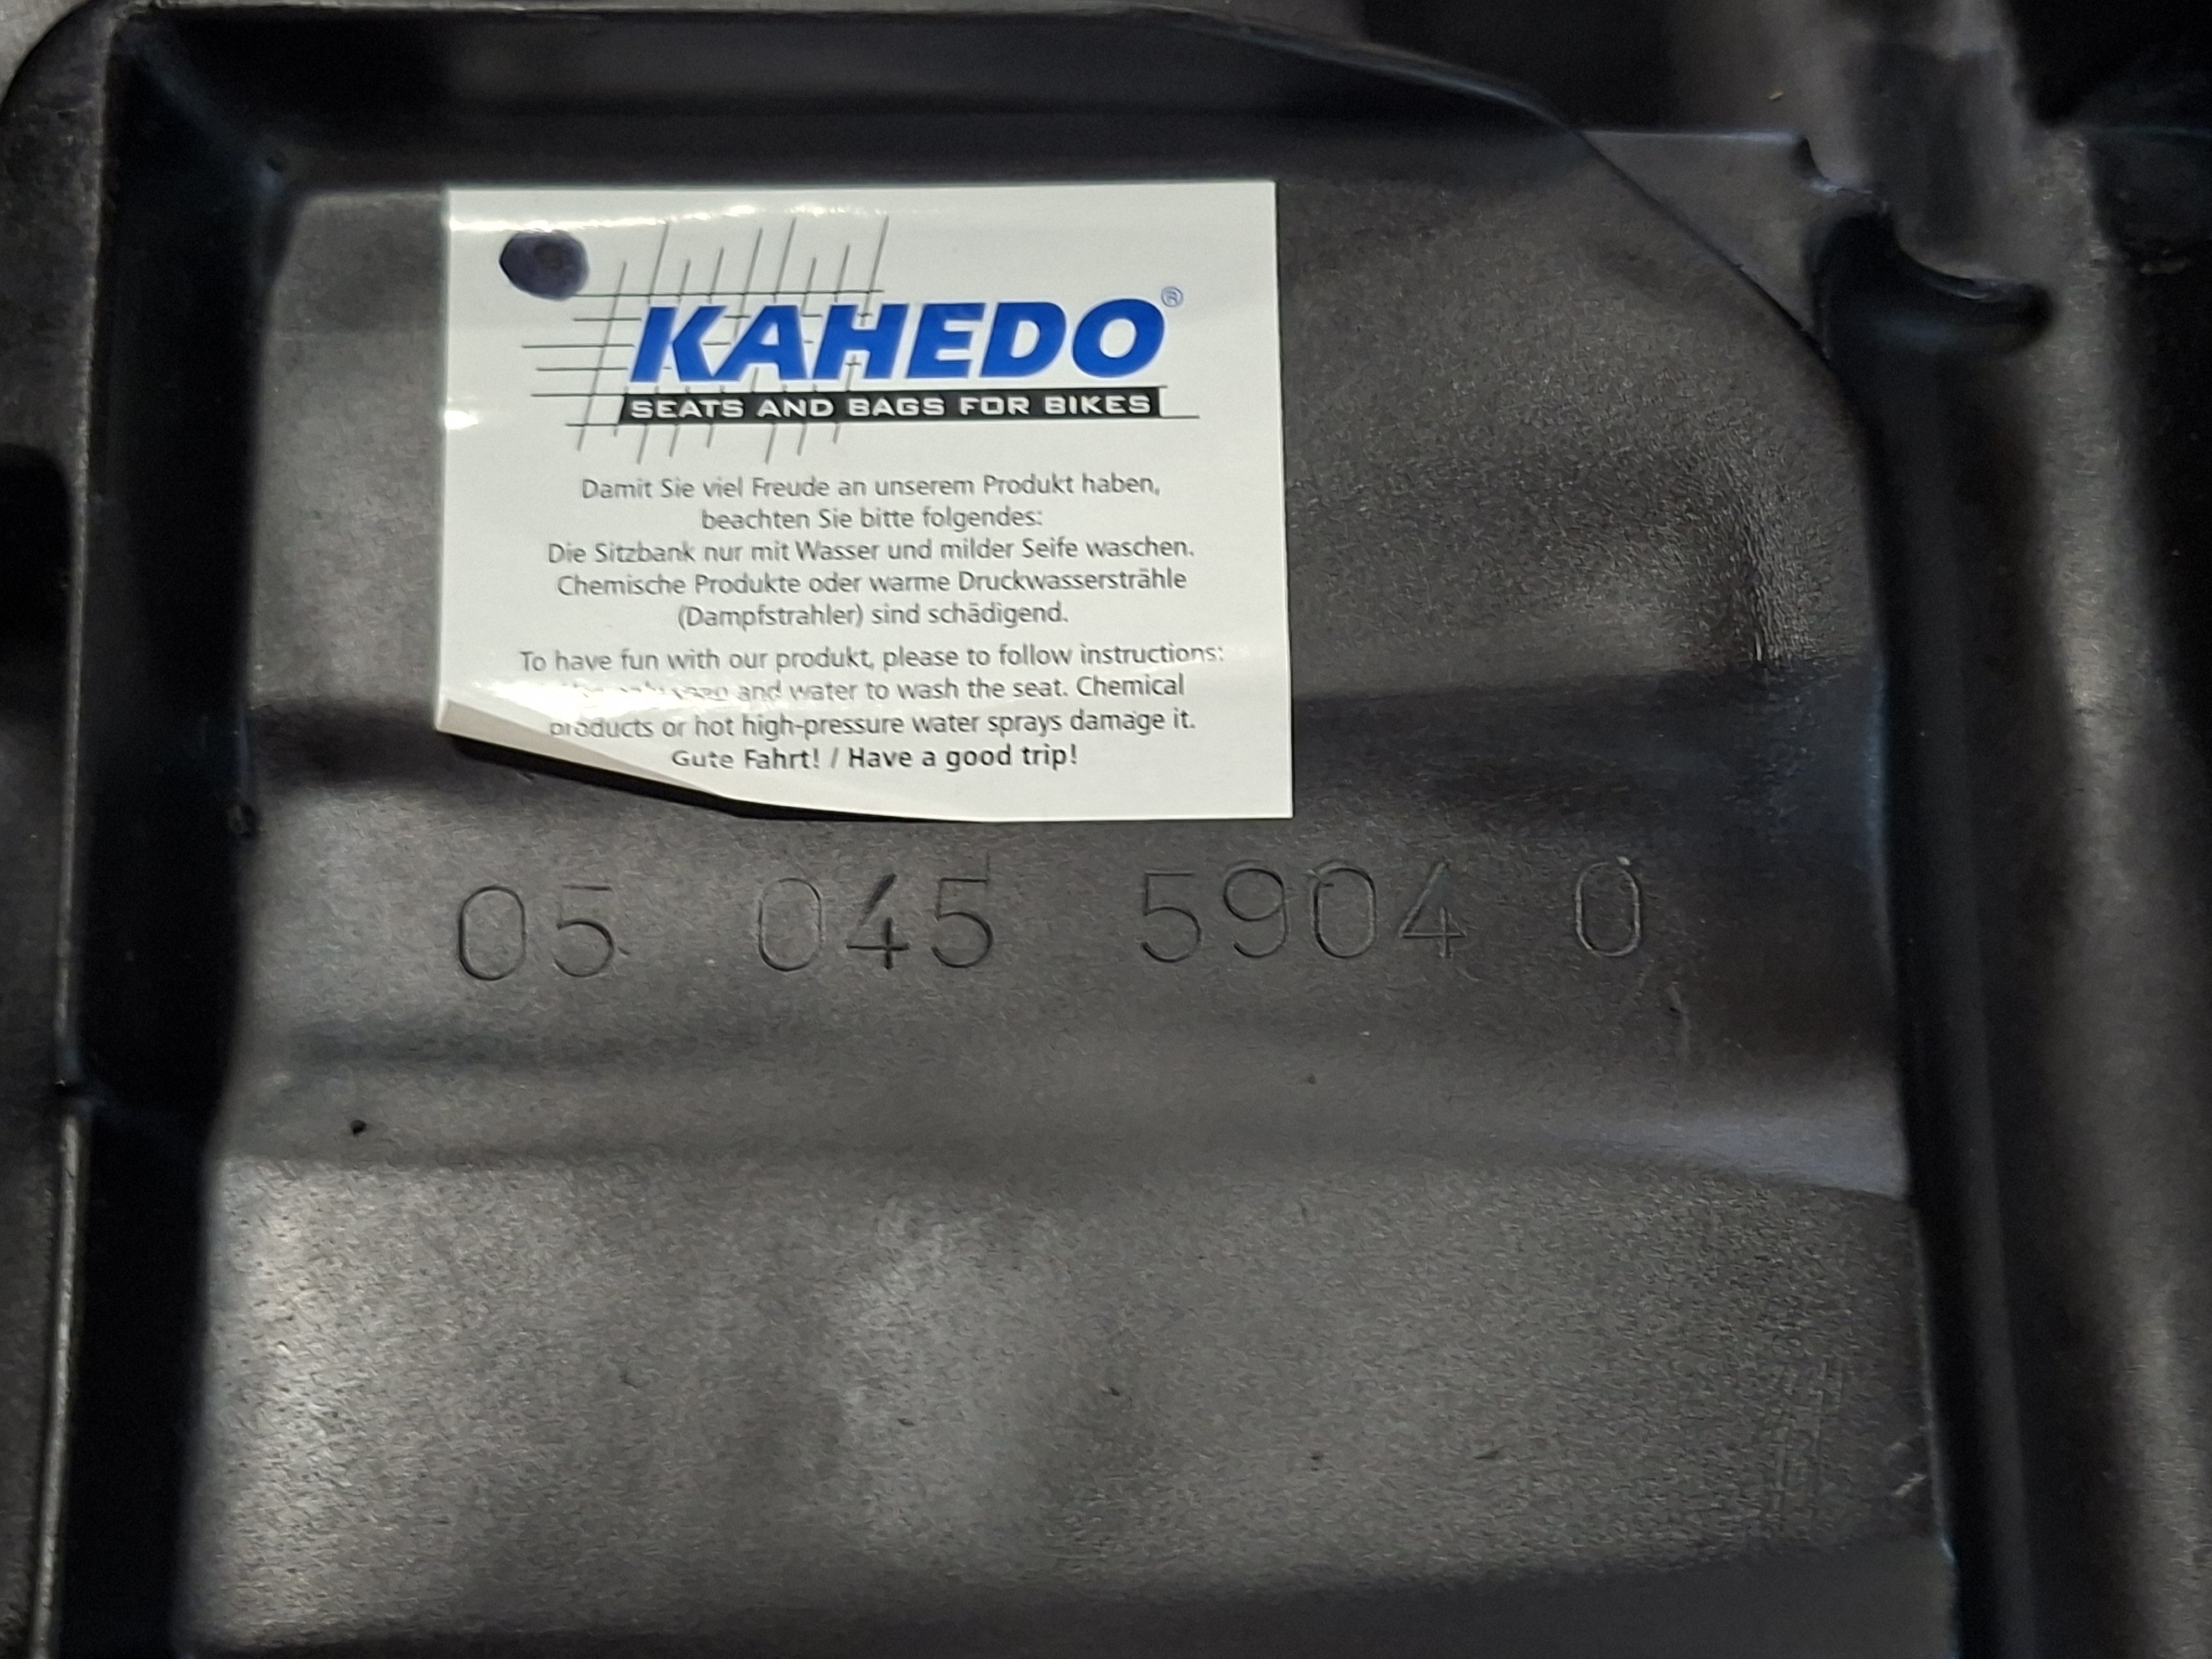 KAHEDO®
SEATS AND BAGS FOR BIKES
Damit Sie viel Freude an unserem Produkt haben,
beachten Sie bitte folgendes:
Die Sitzbank nur mit Wasser und milder Seife waschen.
Chemische Produkte oder warme Druckwassersträhle
(Dampfstrahler) sind schädigend.
To have fun with our produkt, please to follow instructions:
and water to wash the seat. Chemical
products or hot high-pressure water sprays damage it.
Gute Fahrt! / Have a good trip!
05 045 5904 0